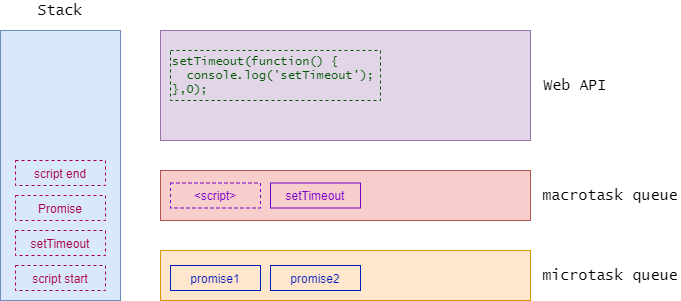 Stack
setTimeout(function() {
  console.log('setTimeout');
},0);
Web API
script end
Promise
setTimeout
script start
<script>
setTimeout
macrotask queue
promise1
promise2
microtask queue